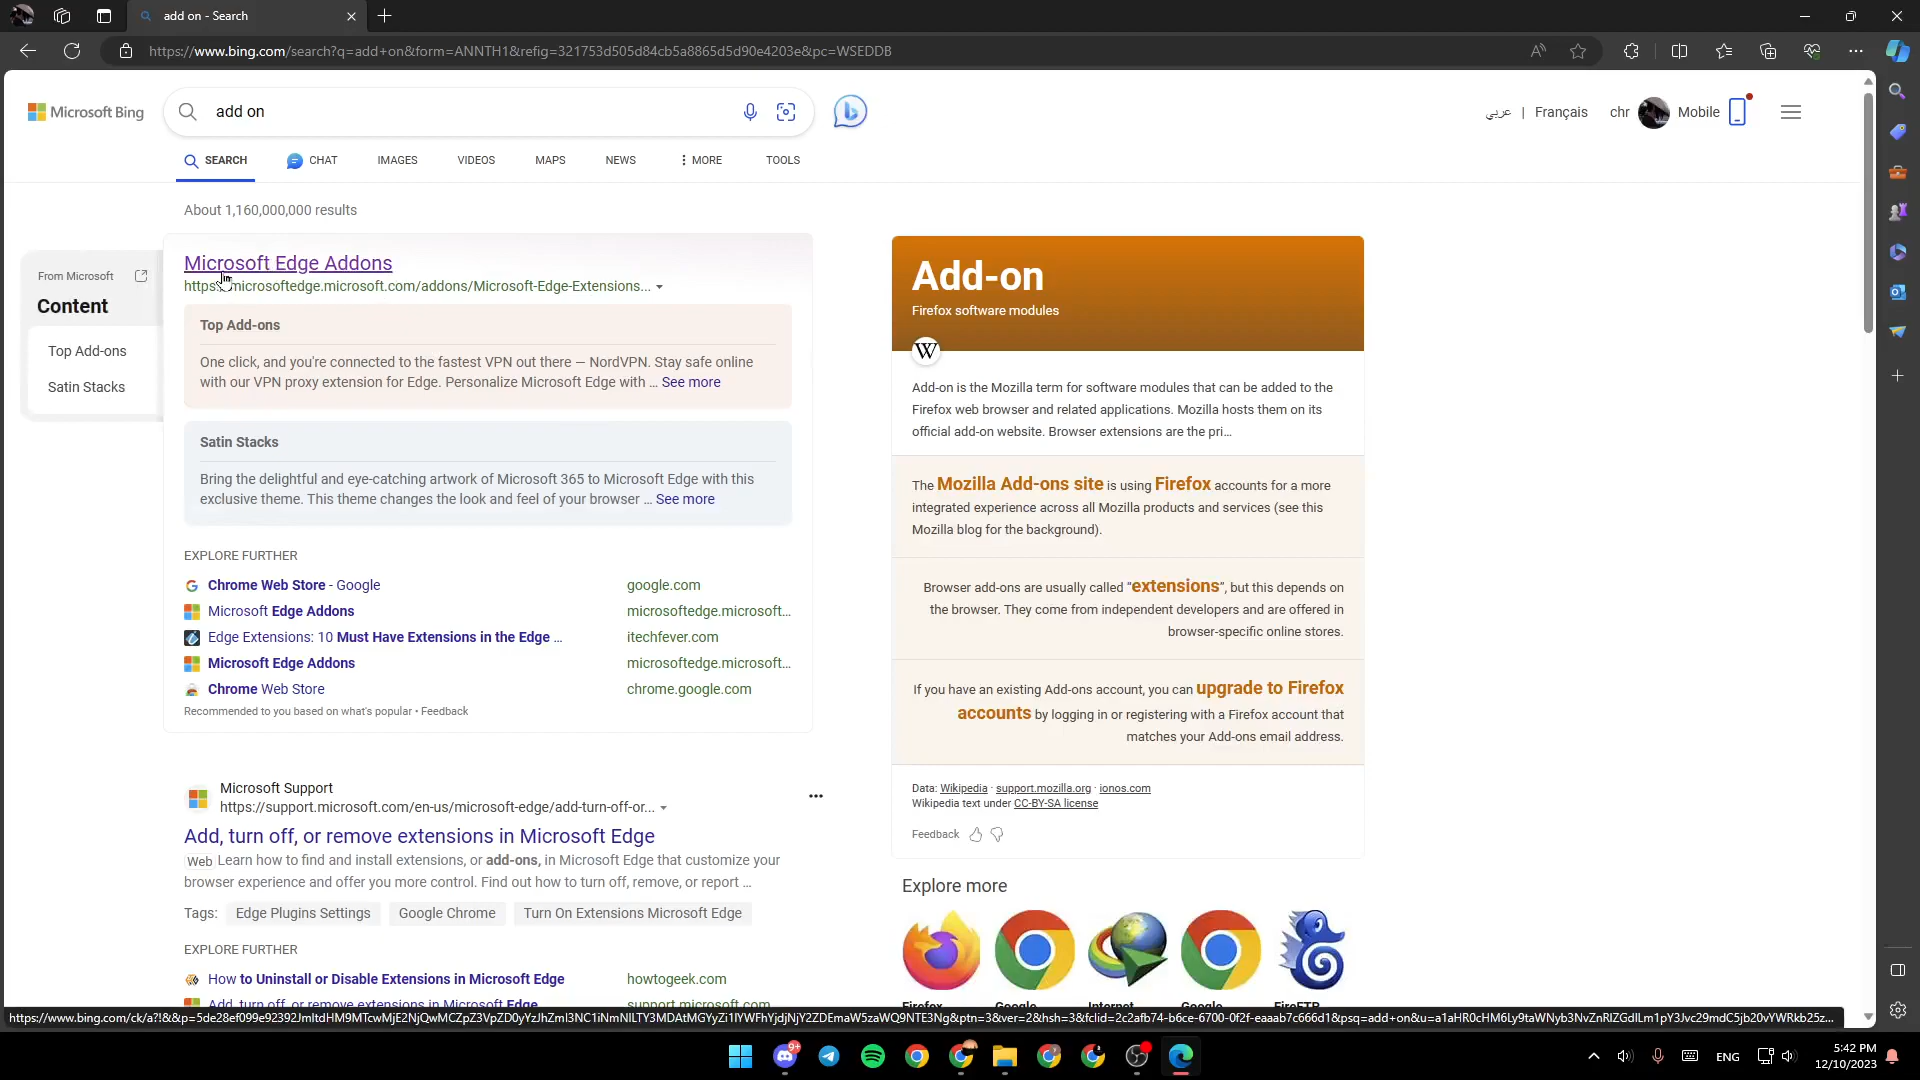 add on - Search
https://www.bing.com/search?q=add+on&form=ANNTH1&refig=321753d505d84cb5a8865d5d90e4203e&pc=WSEDDB
Microsoft Bing
add on
عربي | Français
chr
Mobile
SEARCH
CHAT
IMAGES
VIDEOS
MAPS
NEWS
MORE
TOOLS
About 1,160,000,000 results
From Microsoft
Content
Top Add-ons
Satin Stacks
Microsoft Edge Addons
https://microsoftedge.microsoft.com/addons/Microsoft-Edge-Extensions...
Top Add-ons
One click, and you're connected to the fastest VPN out there — NordVPN. Stay safe online
with our VPN proxy extension for Edge. Personalize Microsoft Edge with ... See more
Satin Stacks
Bring the delightful and eye-catching artwork of Microsoft 365 to Microsoft Edge with this
exclusive theme. This theme changes the look and feel of your browser ... See more
EXPLORE FURTHER
Chrome Web Store - Google google.com
Microsoft Edge Addons microsoftedge.microsoft...
Edge Extensions: 10 Must Have Extensions in the Edge ... itechfever.com
Microsoft Edge Addons microsoftedge.microsoft...
Chrome Web Store chrome.google.com
Recommended to you based on what's popular • Feedback
Microsoft Support
https://support.microsoft.com/en-us/microsoft-edge/add-turn-off-or...
Add, turn off, or remove extensions in Microsoft Edge
Web Learn how to find and install extensions, or add-ons, in Microsoft Edge that customize your
browser experience and offer you more control. Find out how to turn off, remove, or report ...
Tags: Edge Plugins Settings Google Chrome Turn On Extensions Microsoft Edge
EXPLORE FURTHER
How to Uninstall or Disable Extensions in Microsoft Edge howtogeek.com
Add, turn off, or remove extensions in Microsoft Edge support.microsoft.com
Add-on
Firefox software modules
W
Add-on is the Mozilla term for software modules that can be added to the
Firefox web browser and related applications. Mozilla hosts them on its
official add-on website. Browser extensions are the pri...
The Mozilla Add-ons site is using Firefox accounts for a more
integrated experience across all Mozilla products and services (see this
Mozilla blog for the background).
Browser add-ons are usually called “extensions”, but this depends on
the browser. They come from independent developers and are offered in
browser-specific online stores.
If you have an existing Add-ons account, you can upgrade to Firefox
accounts by logging in or registering with a Firefox account that
matches your Add-ons email address.
Data: Wikipedia · support.mozilla.org · ionos.com
Wikipedia text under CC-BY-SA license
Feedback
Explore more
Firefox Google Internet Google FireFTP
9+
ENG
5:42 PM
12/10/2023